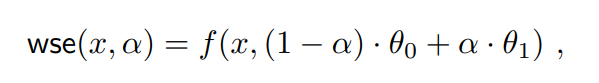 wse(x, α) = f(x, (1 − α) · θ₀ + α · θ₁) ,